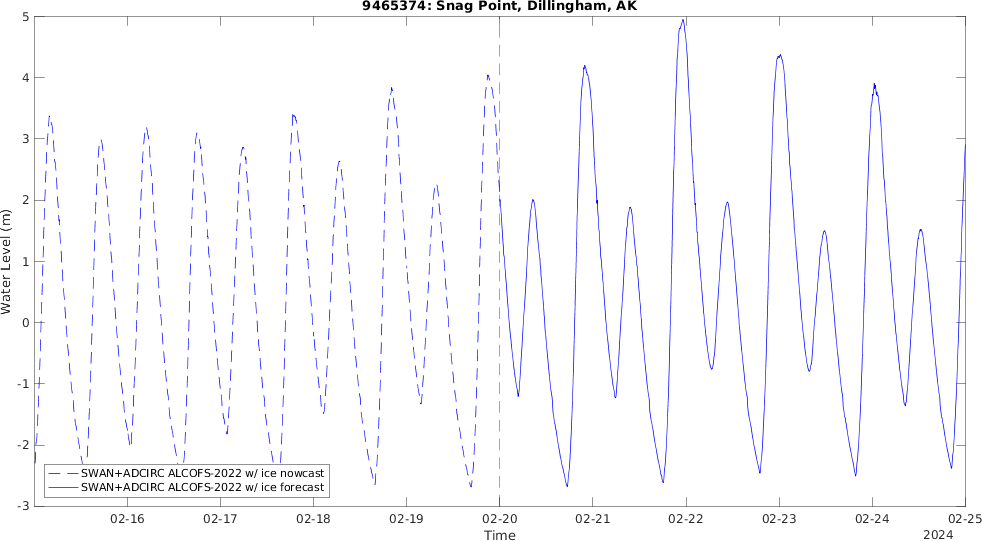 9465374: Snag Point, Dillingham, AK
5
4
3
2
1
0
-1
-2
-3
Water Level (m)
SWAN+ADCIRC ALCOFS-2022 w/ ice nowcast
SWAN+ADCIRC ALCOFS-2022 w/ ice forecast
02-16 02-17 02-18 02-19 02-20 02-21 02-22 02-23 02-24 02-25
Time
2024